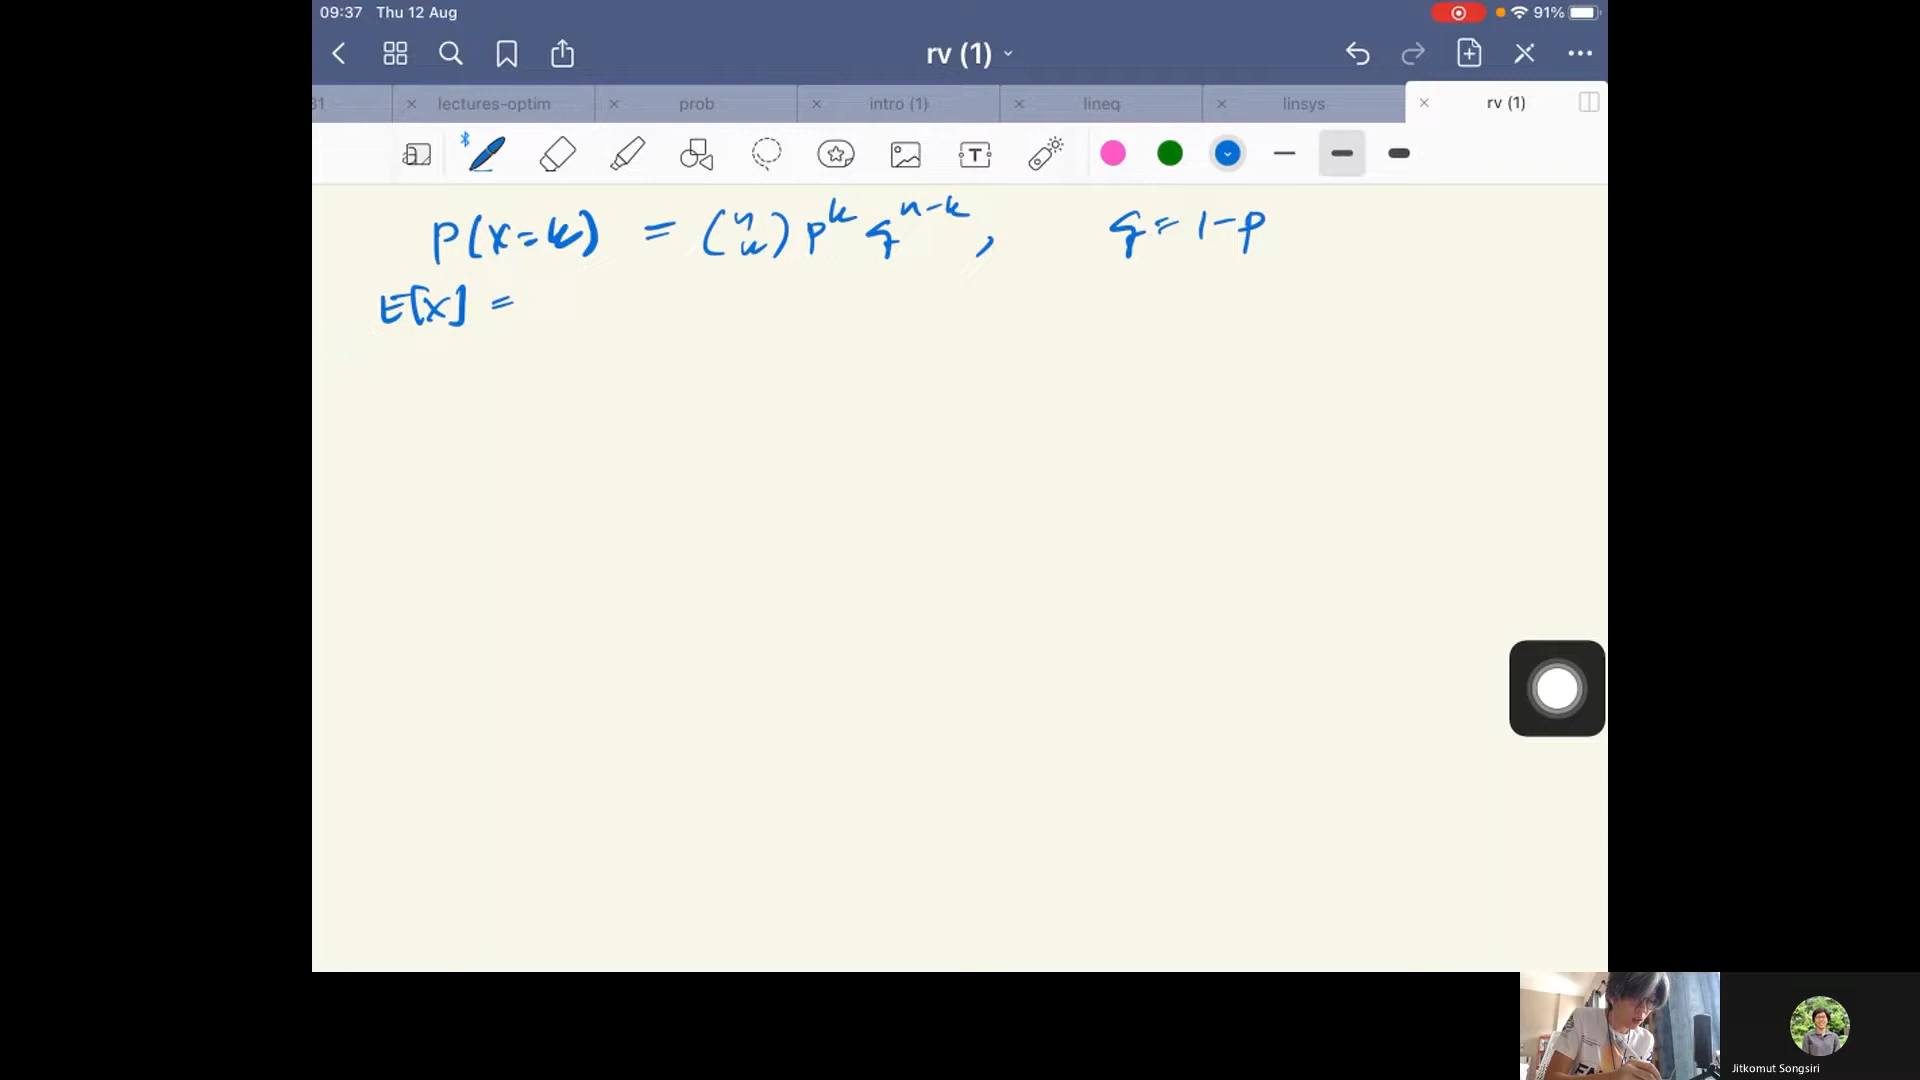 09:37 Thu 12 Aug
91%
rv (1)
31
lectures-optim
prob
intro (1)
lineq
linsys
rv (1)
P(X=k) = (n k) p^k q^{n-k}, q = 1-p
E[X] =
Jitkomut Songsiri